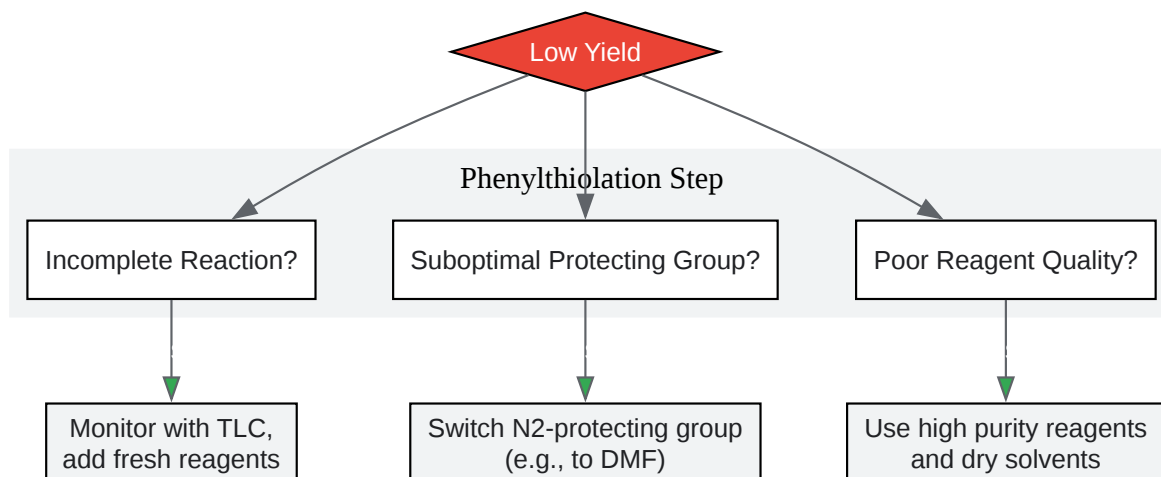 Low Yield
Phenylthiolation Step
Incomplete Reaction?
Suboptimal Protecting Group?
Poor Reagent Quality?
Monitor with TLC,
add fresh reagents
Switch N2-protecting group
(e.g., to DMF)
Use high purity reagents
and dry solvents